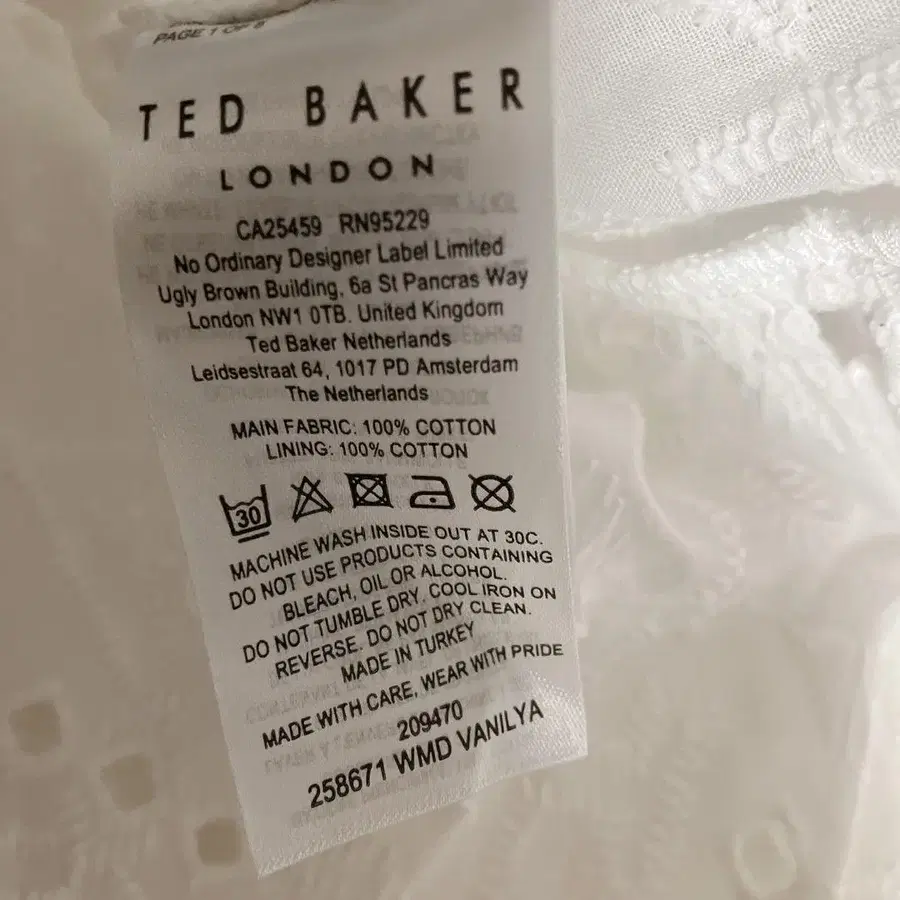 PAGE 1 OF 8
TED BAKER
LONDON
CA25459 RN95229
No Ordinary Designer Label Limited
Ugly Brown Building, 6a St Pancras Way
London NW1 0TB. United Kingdom
Ted Baker Netherlands
Leidsestraat 64, 1017 PD Amsterdam
The Netherlands
MAIN FABRIC: 100% COTTON
LINING: 100% COTTON
30
MACHINE WASH INSIDE OUT AT 30C.
DO NOT USE PRODUCTS CONTAINING
BLEACH, OIL OR ALCOHOL.
DO NOT TUMBLE DRY. COOL IRON ON
REVERSE. DO NOT DRY CLEAN.
MADE IN TURKEY
MADE WITH CARE, WEAR WITH PRIDE
209470
258671 WMD VANILYA